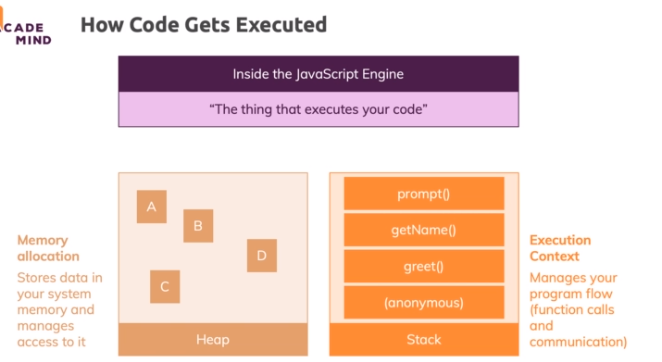 CADE
MIND
How Code Gets Executed
Inside the JavaScript Engine
“The thing that executes your code”
A
B
D
C
Heap
Memory
allocation
Stores data in
your system
memory and
manages
access to it
prompt()
getName()
greet()
(anonymous)
Stack
Execution
Context
Manages your
program flow
(function calls
and
communication)